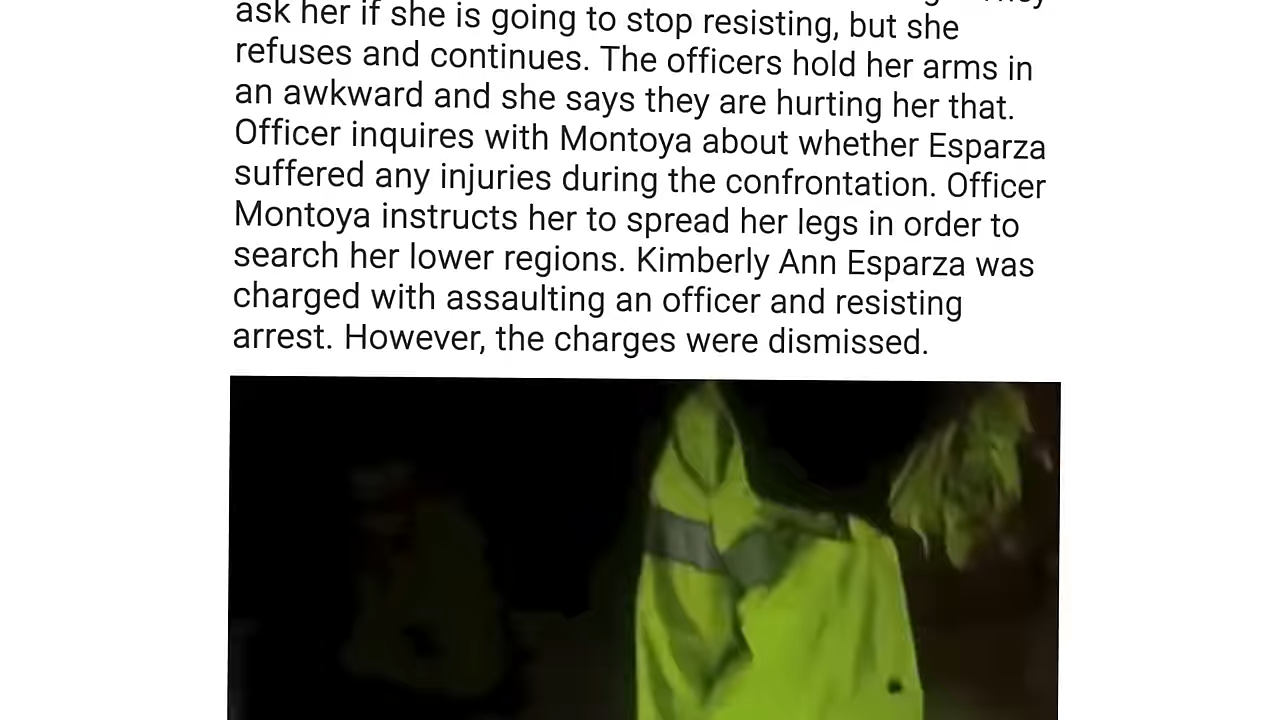 ask her if she is going to stop resisting, but she
refuses and continues. The officers hold her arms in
an awkward and she says they are hurting her that.
Officer inquires with Montoya about whether Esparza
suffered any injuries during the confrontation. Officer
Montoya instructs her to spread her legs in order to
search her lower regions. Kimberly Ann Esparza was
charged with assaulting an officer and resisting
arrest. However, the charges were dismissed.